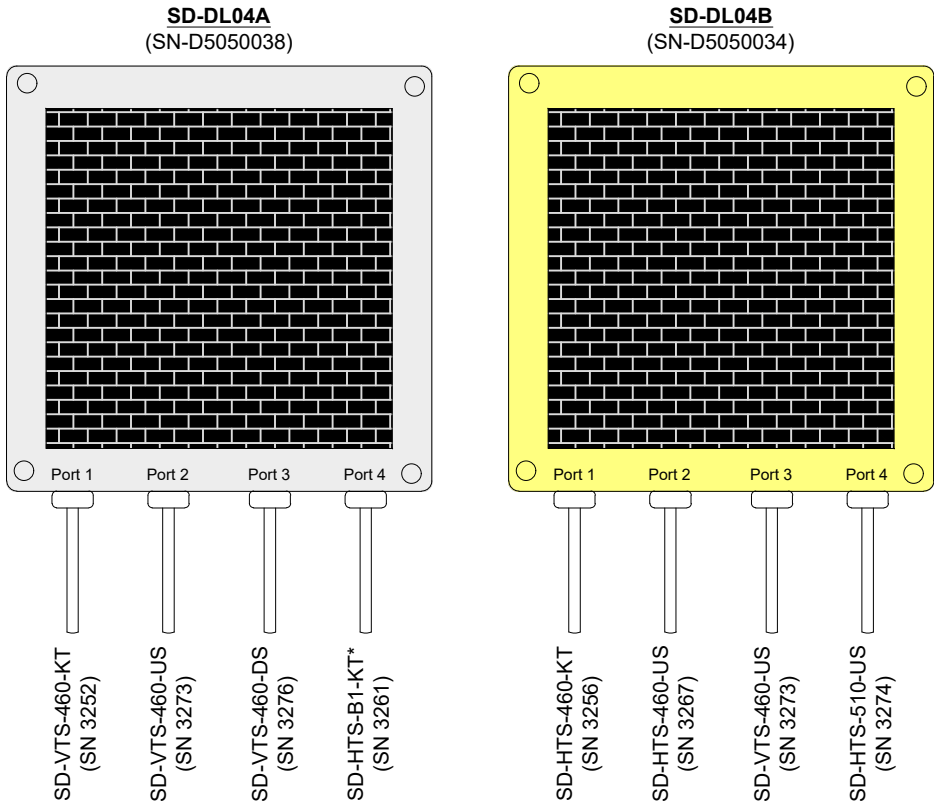 SD-DL04A
(SN-D5050038)
Port 1
Port 2
Port 3
Port 4
SD-VTS-460-KT
(SN 3252)
SD-VTS-460-US
(SN 3273)
SD-VTS-460-DS
(SN 3276)
SD-HTS-B1-KT*
(SN 3261)
SD-DL04B
(SN-D5050034)
Port 1
Port 2
Port 3
Port 4
SD-HTS-460-KT
(SN 3256)
SD-HTS-460-US
(SN 3267)
SD-VTS-460-US
(SN 3273)
SD-HTS-510-US
(SN 3274)